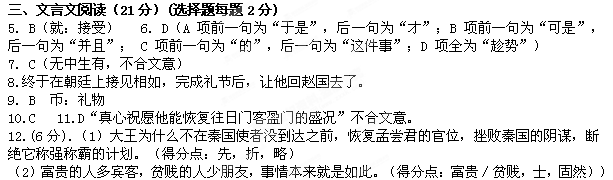 三、文言文阅读（21 分）(选择题每题 2 分)
5. B（就：接受）　　6. D（A 项前一句为“于是”，后一句为“才”； B 项前一句为“可是”，
后一句为“并且”； C 项前一句为“的”，后一句为“这件事”；D 项全为“趁势”）
7. C（无中生有，不合文意）
8.终于在朝廷上接见相如，完成礼节后，让他回赵国去了。
9. B　币：礼物
10.C　　11.D“真心祝愿他能恢复往日门客盈门的盛况”不合文意。
12.(6 分).（1）大王为什么不在秦国使者没到达之前，恢复孟尝君的官位，挫败秦国的阴谋，断
绝它称强称霸的计划。（得分点：先，折，略）
（2）富贵的人多宾客，贫贱的人少朋友，事情本来就是如此。（得分点：富贵／贫贱，士，固然））